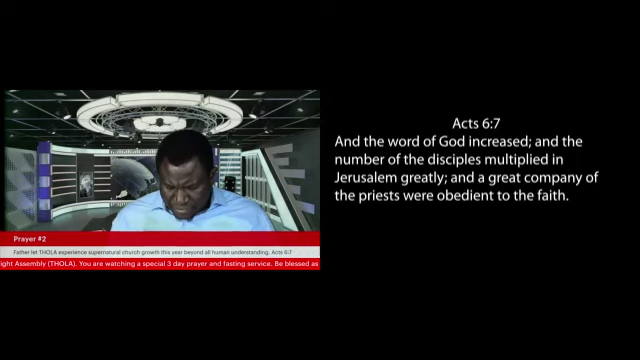 Acts 6:7
And the word of God increased; and the
number of the disciples multiplied in
Jerusalem greatly; and a great company of
the priests were obedient to the faith.
Prayer #2
Father let THOLA experience supernatural church growth this year beyond all human understanding. Acts 6:7
ight Assembly (THOLA). You are watching a special 3 day prayer and fasting service. Be blessed as